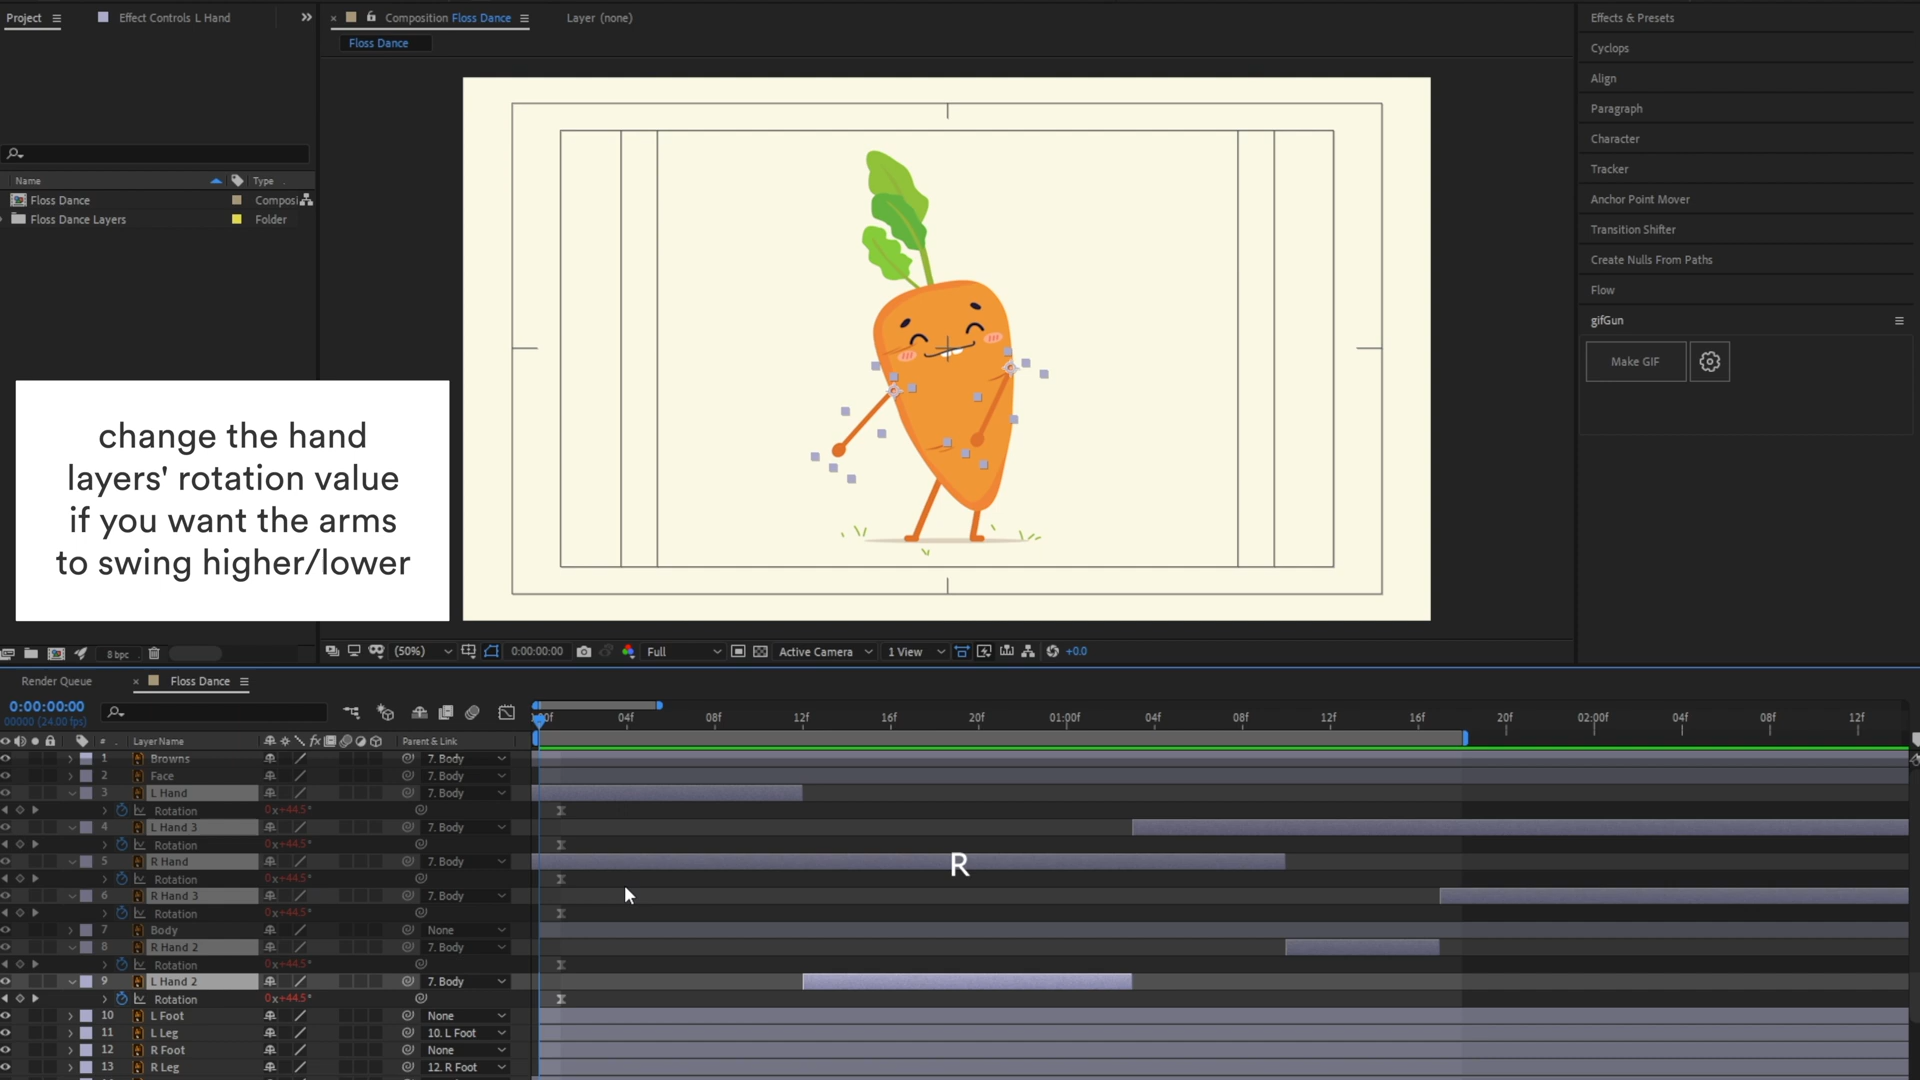 Project
Effect Controls L Hand
Composition Floss Dance
Layer (none)
Floss Dance
Effects & Presets
Cyclops
Align
Paragraph
Character
Tracker
Anchor Point Mover
Transition Shifter
Create Nulls From Paths
Flow
gifGun
Make GIF
Name
Type
Floss Dance
Composi
Floss Dance Layers
Folder
change the hand
layers' rotation value
if you want the arms
to swing higher/lower
8 bpc
(50%)
0:00:00:00
Full
Active Camera
1 View
+0.0
Render Queue
Floss Dance
0:00:00:00
00000 (24.00 fps)
04f 08f 12f 16f 20f 01:00f 04f 08f 12f 16f 20f 02:00f 04f 08f 12f
# Layer Name fx Parent & Link
1 Browns 7. Body
2 Face 7. Body
3 L Hand 7. Body
Rotation 0x+44.5°
4 L Hand 3 7. Body
Rotation 0x+44.5°
5 R Hand 7. Body
R
Rotation 0x+44.5°
6 R Hand 3 7. Body
Rotation 0x+44.5°
7 Body None
8 R Hand 2 7. Body
Rotation 0x+44.5°
9 L Hand 2 7. Body
Rotation 0x+44.5°
10 L Foot None
11 L Leg 10. L Foot
12 R Foot None
13 R Leg 12. R Foot